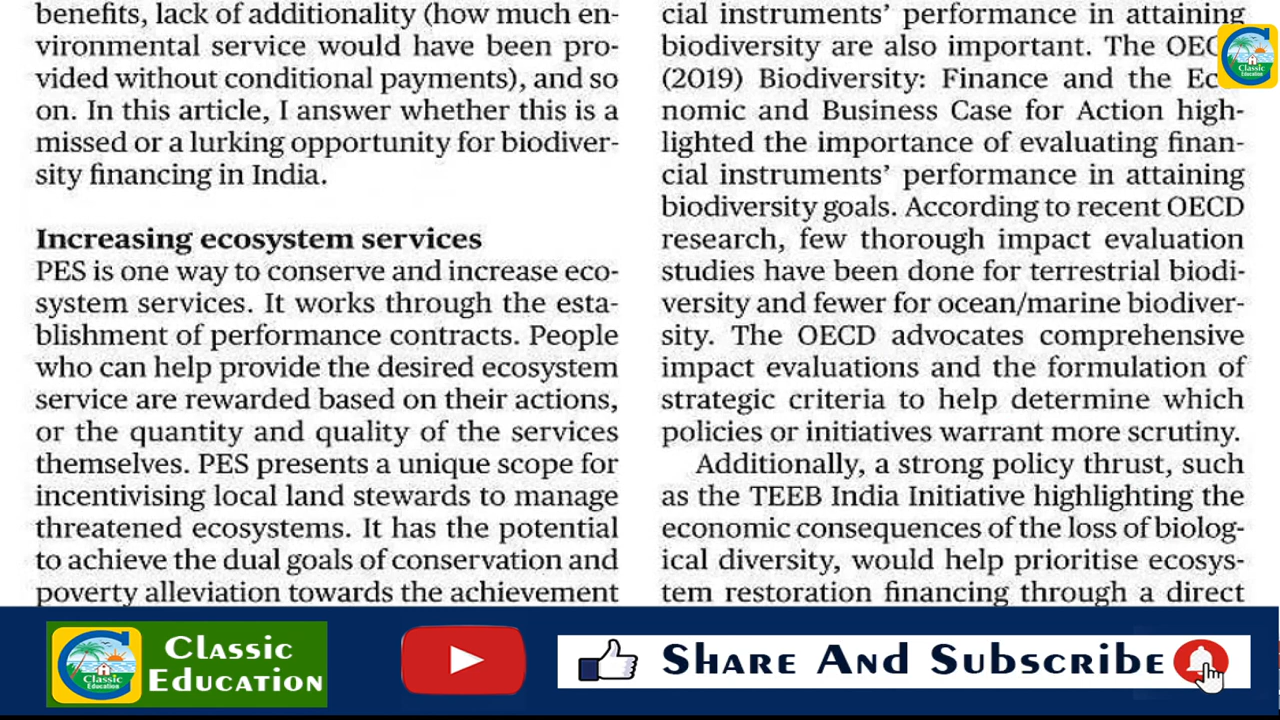 benefits, lack of additionality (how much en-
vironmental service would have been pro-
vided without conditional payments), and so
on. In this article, I answer whether this is a
missed or a lurking opportunity for biodiver-
sity financing in India.
Increasing ecosystem services
PES is one way to conserve and increase eco-
system services. It works through the esta-
blishment of performance contracts. People
who can help provide the desired ecosystem
service are rewarded based on their actions,
or the quantity and quality of the services
themselves. PES presents a unique scope for
incentivising local land stewards to manage
threatened ecosystems. It has the potential
to achieve the dual goals of conservation and
poverty alleviation towards the achievement
cial instruments' performance in attaining
biodiversity are also important. The OEC
(2019) Biodiversity: Finance and the Ec
nomic and Business Case for Action high-
lighted the importance of evaluating finan-
cial instruments' performance in attaining
biodiversity goals. According to recent OECD
research, few thorough impact evaluation
studies have been done for terrestrial biodi-
versity and fewer for ocean/marine biodiver-
sity. The OECD advocates comprehensive
impact evaluations and the formulation of
strategic criteria to help determine which
policies or initiatives warrant more scrutiny.
Additionally, a strong policy thrust, such
as the TEEB India Initiative highlighting the
economic consequences of the loss of biolog-
ical diversity, would help prioritise ecosys-
tem restoration financing through a direct
Classic
Education
Classic
Education
Classic
Education
Share And Subscribe